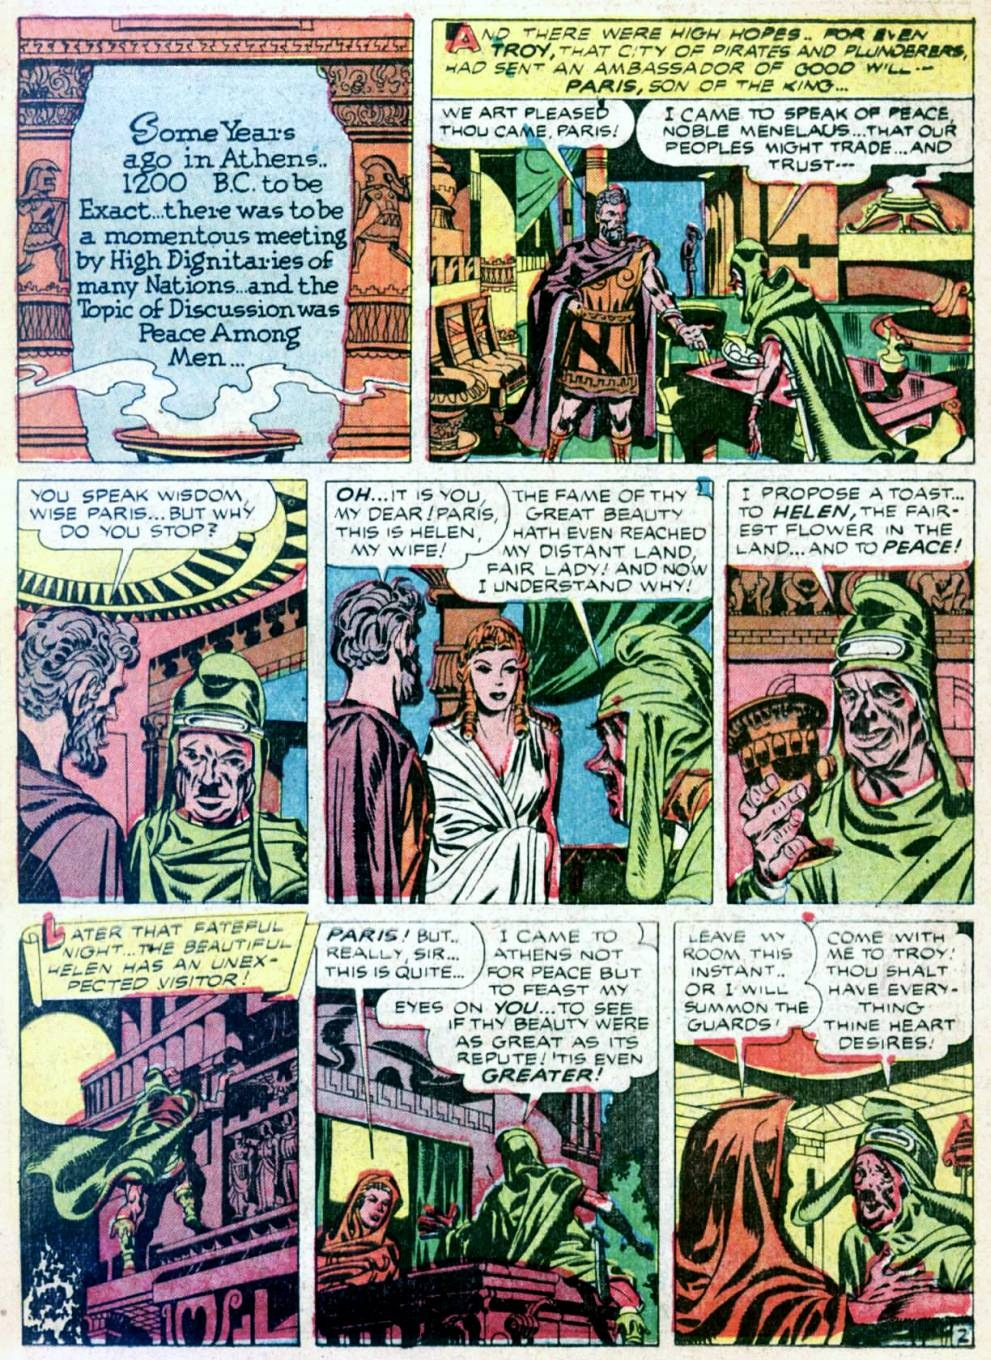 Some Years
ago in Athens..
1200 B.C. to be
Exact...there was to be
a momentous meeting
by High Dignitaries of
many Nations...and the
Topic of Discussion was
Peace Among
Men...
AND THERE WERE HIGH HOPES.. FOR EVEN
TROY, THAT CITY OF PIRATES AND PLUNDERERS,
HAD SENT AN AMBASSADOR OF GOOD WILL--
PARIS, SON OF THE KING...
WE ART PLEASED
THOU CAME, PARIS!
I CAME TO SPEAK OF PEACE,
NOBLE MENELAUS...THAT OUR
PEOPLES MIGHT TRADE...AND
TRUST---
YOU SPEAK WISDOM,
WISE PARIS...BUT WHY
DO YOU STOP?
OH...IT IS YOU,
MY DEAR! PARIS,
THIS IS HELEN,
MY WIFE!
THE FAME OF THY
GREAT BEAUTY
HATH EVEN REACHED
MY DISTANT LAND,
FAIR LADY! AND NOW
I UNDERSTAND WHY!
I PROPOSE A TOAST...
TO HELEN, THE FAIR-
EST FLOWER IN THE
LAND...AND TO PEACE!
LATER THAT FATEFUL
NIGHT...THE BEAUTIFUL
HELEN HAS AN UNEX-
PECTED VISITOR!
PARIS! BUT..
REALLY, SIR...
THIS IS QUITE...
I CAME TO
ATHENS NOT
FOR PEACE BUT
TO FEAST MY
EYES ON YOU...TO SEE
IF THY BEAUTY WERE
AS GREAT AS ITS
REPUTE! 'TIS EVEN
GREATER!
LEAVE MY
ROOM THIS
INSTANT..
OR I WILL
SUMMON THE
GUARDS!
COME WITH
ME TO TROY!
THOU SHALT
HAVE EVERY-
THING
THINE HEART
DESIRES!
2